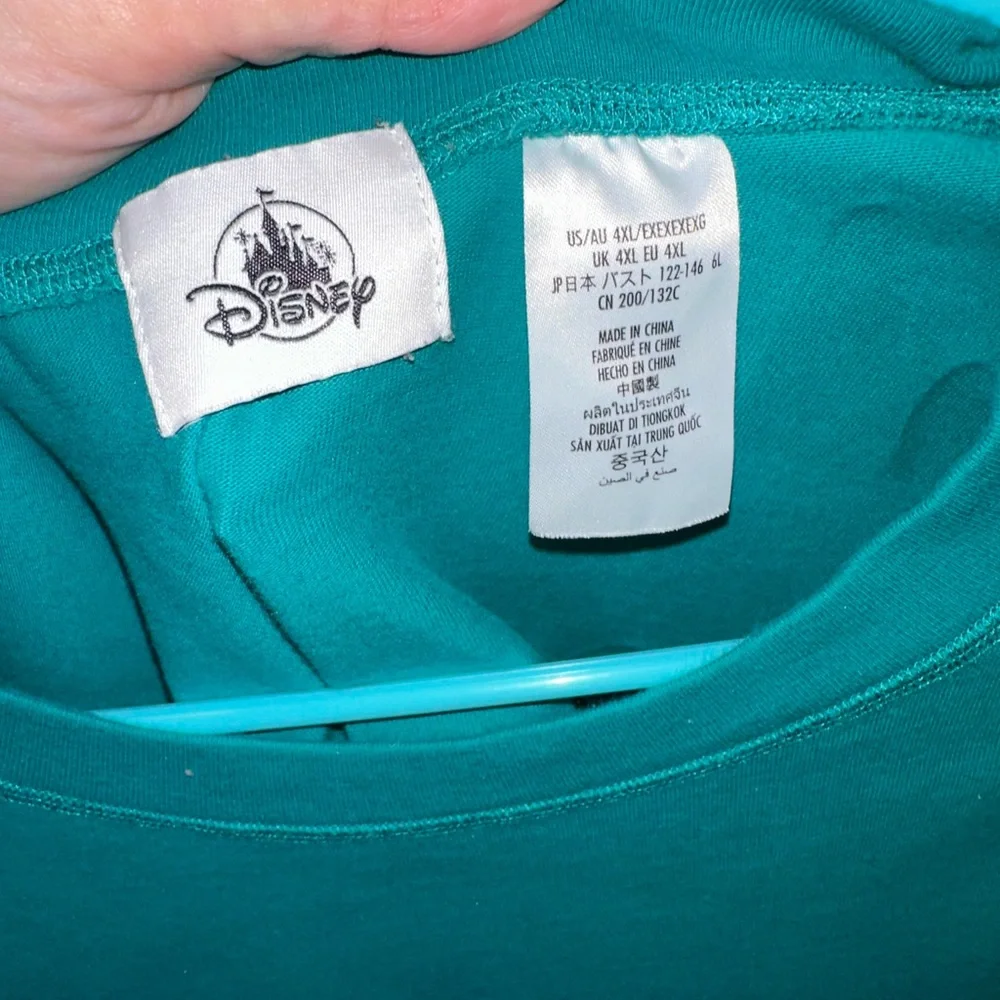 Disney
US/AU 4XL/EXEXEXEXG
UK 4XL EU 4XL
JP日本 バスト 122-146 6L
CN 200/132C
MADE IN CHINA
FABRIQUÉ EN CHINE
HECHO EN CHINA
中國製
ผลิตในประเทศจีน
DIBUAT DI TIONGKOK
SẢN XUẤT TẠI TRUNG QUỐC
중국산
صنع في الصين